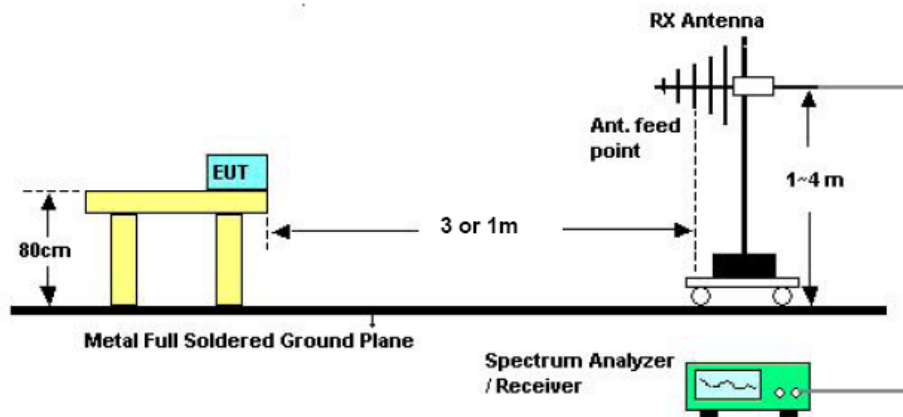 RX Antenna
Ant. feed
point
EUT
1~4 m
3 or 1m
80cm
Metal Full Soldered Ground Plane
Spectrum Analyzer
/ Receiver